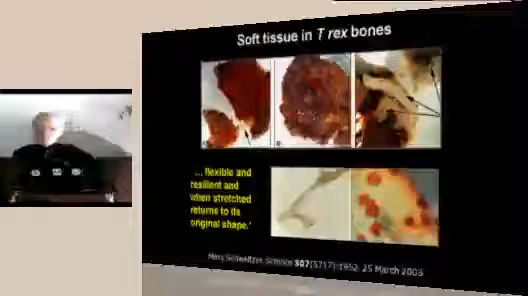 Soft tissue in T rex bones
'... flexible and
resilient and
when stretched
returns to its
original shape.'
Mary Schweitzer, Science 307(5717):1952, 25 March 2005